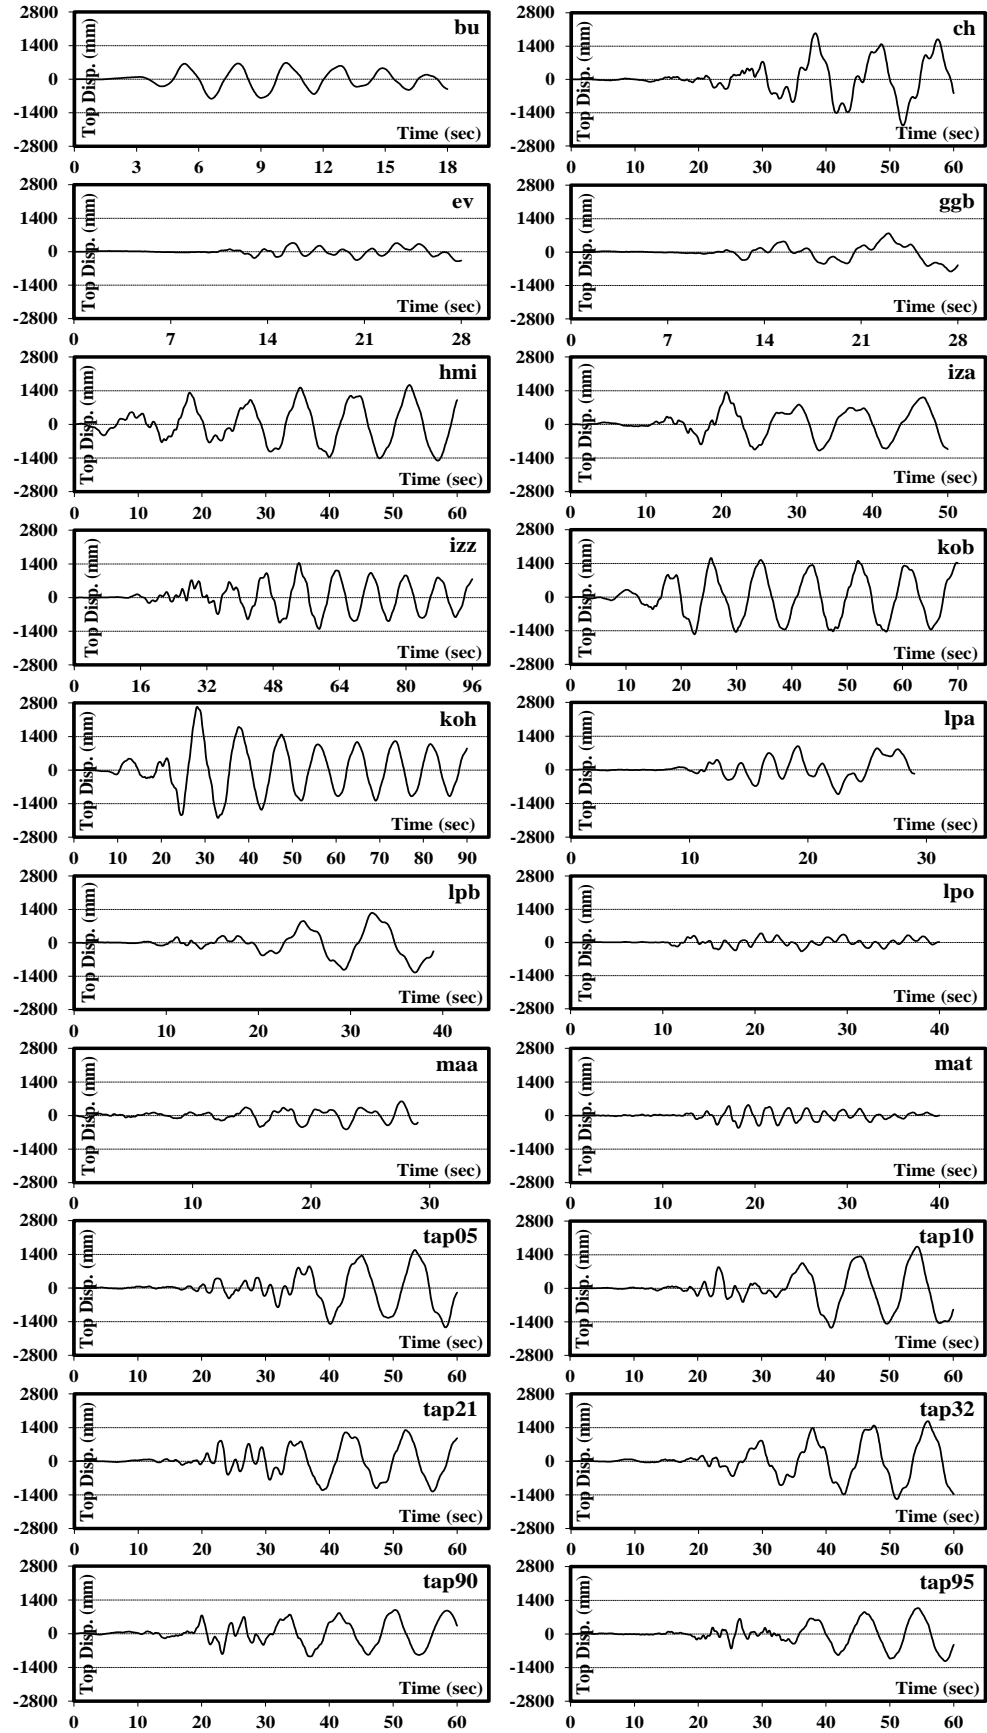 2800
1400
0
-1400
-2800
Top Disp. (mm)
bu
Time (sec)
0 3 6 9 12 15 18
2800
1400
0
-1400
-2800
Top Disp. (mm)
ch
Time (sec)
0 10 20 30 40 50 60
2800
1400
0
-1400
-2800
Top Disp. (mm)
ev
Time (sec)
0 7 14 21 28
2800
1400
0
-1400
-2800
Top Disp. (mm)
ggb
Time (sec)
0 7 14 21 28
2800
1400
0
-1400
-2800
Top Disp. (mm)
hmi
Time (sec)
0 10 20 30 40 50 60
2800
1400
0
-1400
-2800
Top Disp. (mm)
iza
Time (sec)
0 10 20 30 40 50
2800
1400
0
-1400
-2800
Top Disp. (mm)
izz
Time (sec)
0 16 32 48 64 80 96
2800
1400
0
-1400
-2800
Top Disp. (mm)
kob
Time (sec)
0 10 20 30 40 50 60 70
2800
1400
0
-1400
-2800
Top Disp. (mm)
koh
Time (sec)
0 10 20 30 40 50 60 70 80 90
2800
1400
0
-1400
-2800
Top Disp. (mm)
lpa
Time (sec)
0 10 20 30
2800
1400
0
-1400
-2800
Top Disp. (mm)
lpb
Time (sec)
0 10 20 30 40
2800
1400
0
-1400
-2800
Top Disp. (mm)
lpo
Time (sec)
0 10 20 30 40
2800
1400
0
-1400
-2800
Top Disp. (mm)
maa
Time (sec)
0 10 20 30
2800
1400
0
-1400
-2800
Top Disp. (mm)
mat
Time (sec)
0 10 20 30 40
2800
1400
0
-1400
-2800
Top Disp. (mm)
tap05
Time (sec)
0 10 20 30 40 50 60
2800
1400
0
-1400
-2800
Top Disp. (mm)
tap10
Time (sec)
0 10 20 30 40 50 60
2800
1400
0
-1400
-2800
Top Disp. (mm)
tap21
Time (sec)
0 10 20 30 40 50 60
2800
1400
0
-1400
-2800
Top Disp. (mm)
tap32
Time (sec)
0 10 20 30 40 50 60
2800
1400
0
-1400
-2800
Top Disp. (mm)
tap90
Time (sec)
0 10 20 30 40 50 60
2800
1400
0
-1400
-2800
Top Disp. (mm)
tap95
Time (sec)
0 10 20 30 40 50 60